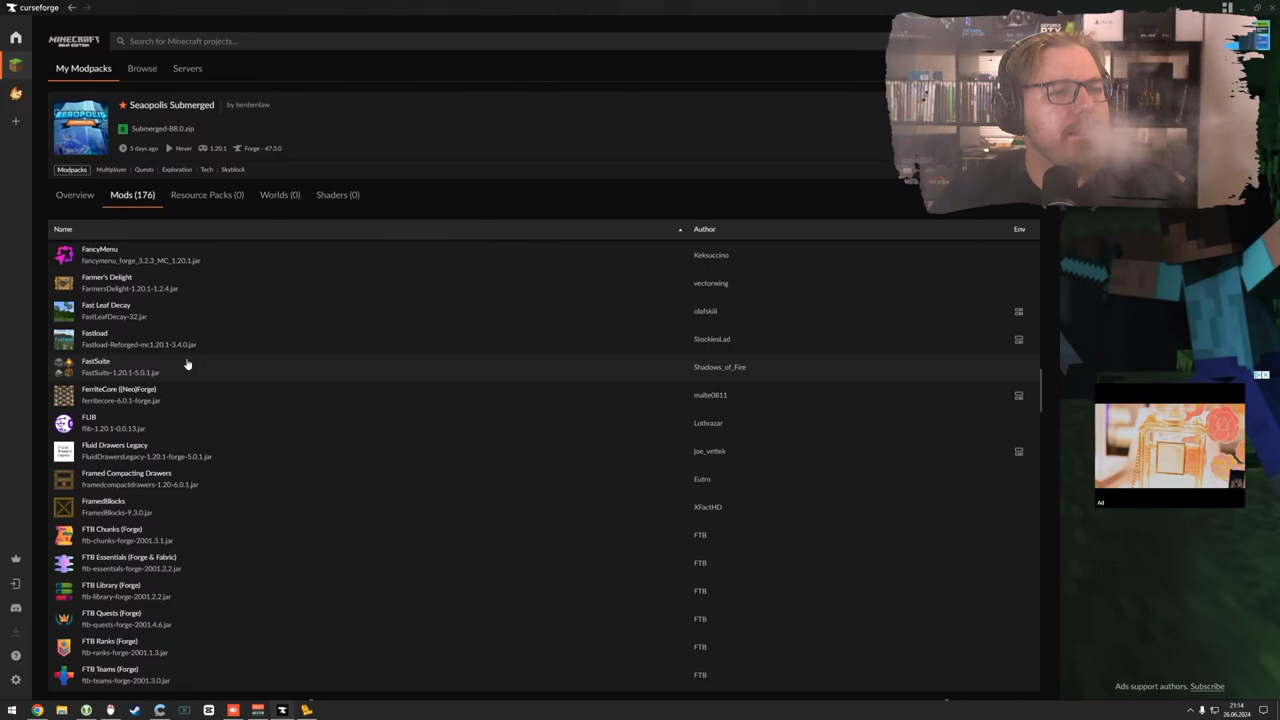 curseforge
MINECRAFT
JAVA EDITION
Search for Minecraft projects...
My Modpacks
Browse
Servers
SEAOPOLIS
Seaopolis Submerged
by benbenlaw
R
Submerged-B8.0.zip
5 days ago
Never
1.20.1
Forge - 47.3.0
Modpacks
Multiplayer
Quests
Exploration
Tech
Skyblock
Overview
Mods (176)
Resource Packs (0)
Worlds (0)
Shaders (0)
Name
Author
Env
FancyMenu
fancymenu_forge_3.2.3_MC_1.20.1.jar
Keksuccino
Farmer's Delight
FarmersDelight-1.20.1-1.2.4.jar
vectorwing
Fast Leaf Decay
FastLeafDecay-32.jar
olafskiii
Fastload
Fastload-Reforged-mc1.20.1-3.4.0.jar
StockiesLad
FastSuite
FastSuite-1.20.1-5.0.1.jar
Shadows_of_Fire
FerriteCore ((Neo)Forge)
ferritecore-6.0.1-forge.jar
malte0811
FLIB
flib-1.20.1-0.0.13.jar
Lothrazar
Fluid Drawers Legacy
FluidDrawersLegacy-1.20.1-forge-5.0.1.jar
joe_vettek
Framed Compacting Drawers
framedcompactdrawers-1.20-6.0.1.jar
Eutro
FramedBlocks
FramedBlocks-9.3.0.jar
XFactHD
FTB Chunks (Forge)
ftb-chunks-forge-2001.3.1.jar
FTB
FTB Essentials (Forge & Fabric)
ftb-essentials-forge-2001.2.2.jar
FTB
FTB Library (Forge)
ftb-library-forge-2001.2.2.jar
FTB
FTB Quests (Forge)
ftb-quests-forge-2001.4.6.jar
FTB
FTB Ranks (Forge)
ftb-ranks-forge-2001.1.3.jar
FTB
FTB Teams (Forge)
ftb-teams-forge-2001.3.0.jar
FTB
Ad
Ads support authors. Subscribe
21:14
26.06.2024